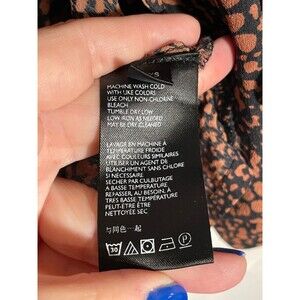 MACHINE WASH COLD
WITH LIKE COLORS
USE ONLY NON-CHLORINE
BLEACH
TUMBLE DRY LOW
LOW IRON AS NEEDED
MAY BE DRY CLEANED
LAVAGE EN MACHINE A
TEMPERATURE FROIDE
AVEC COULEURS SIMILAIRES
UTILISER UN AGENT DE
BLANCHIMENT SANS CHLORE
SI NECESSAIRE
SECHER PAR CULBUTAGE
A BASSE TEMPERATURE
REPASSER, AU BESOIN, A
TRES BASSE TEMPERATURE
PEUT-ETRE ETRE
NETTOYEE SEC
与同色一起
30 P